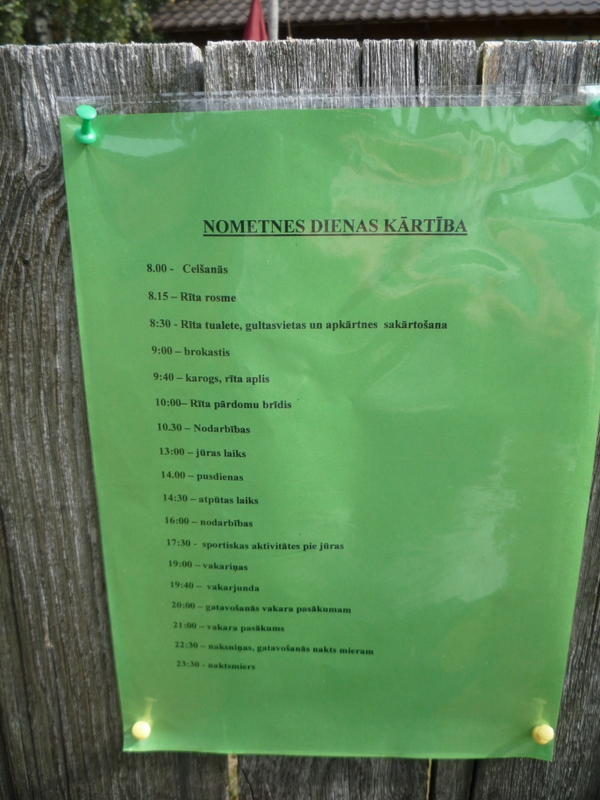 NOMETNES DIENAS KĀRTĪBA
8.00 - Celšanās
8.15 – Rīta rosme
8:30 - Rīta tualete, gultasvietas un apkārtnes sakārtošana
9:00 – brokastis
9:40 – karogs, rīta aplis
10:00– Rīta pārdomu brīdis
10.30 – Nodarbības
13:00 – jūras laiks
14.00 – pusdienas
14:30 – atpūtas laiks
16:00 – nodarbības
17:30 - sportiskas aktivitātes pie jūras
19:00 – vakariņas
19:40 – vakarjunda
20:00 – gatavošanās vakara pasākumam
21:00 – vakara pasākums
22:30 – naksniņas, gatavošanās nakts mieram
23:30 - naktsmiers